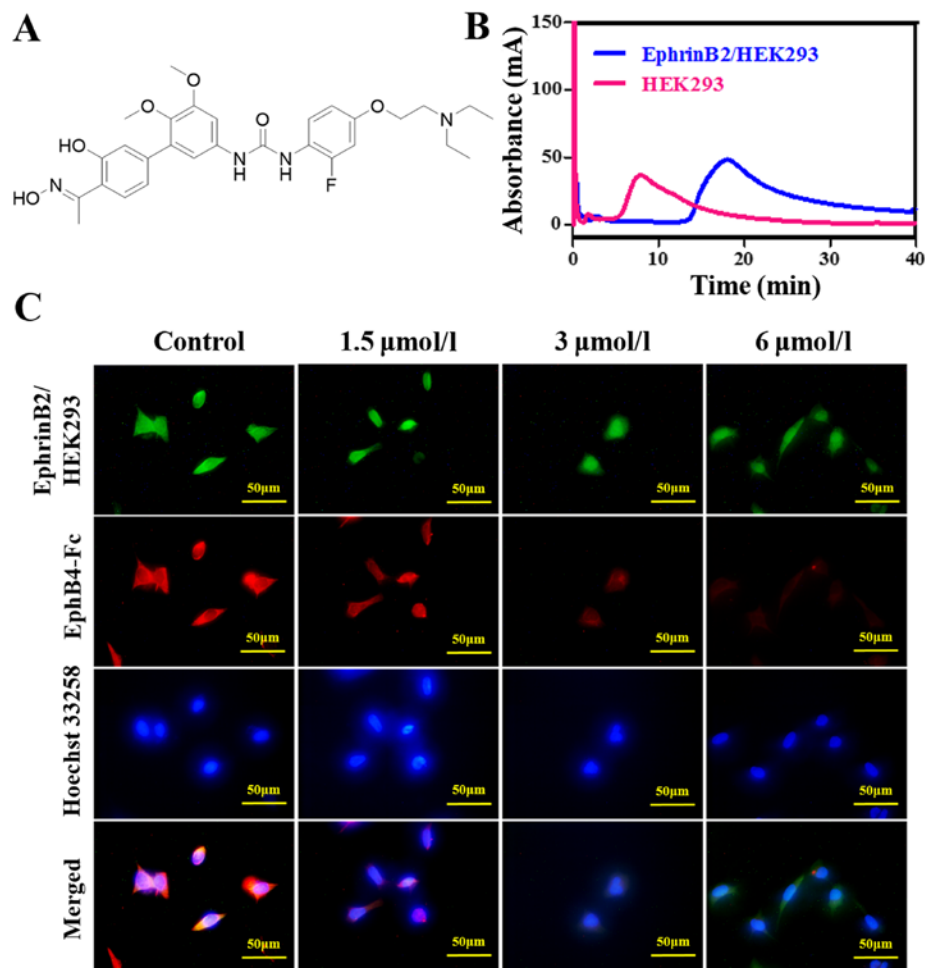 A
O
O
O
O
N
HO
N
H
N
H
F
N
HO
B
150
100
50
0
Absorbance (mA)
EphrinB2/HEK293
HEK293
0
10
20
30
40
Time (min)
C
Control
1.5 µmol/l
3 µmol/l
6 µmol/l
EphrinB2/
HEK293
50µm
50µm
50µm
50µm
EphB4-Fc
50µm
50µm
50µm
50µm
Hoechst 33258
50µm
50µm
50µm
50µm
Merged
50µm
50µm
50µm
50µm